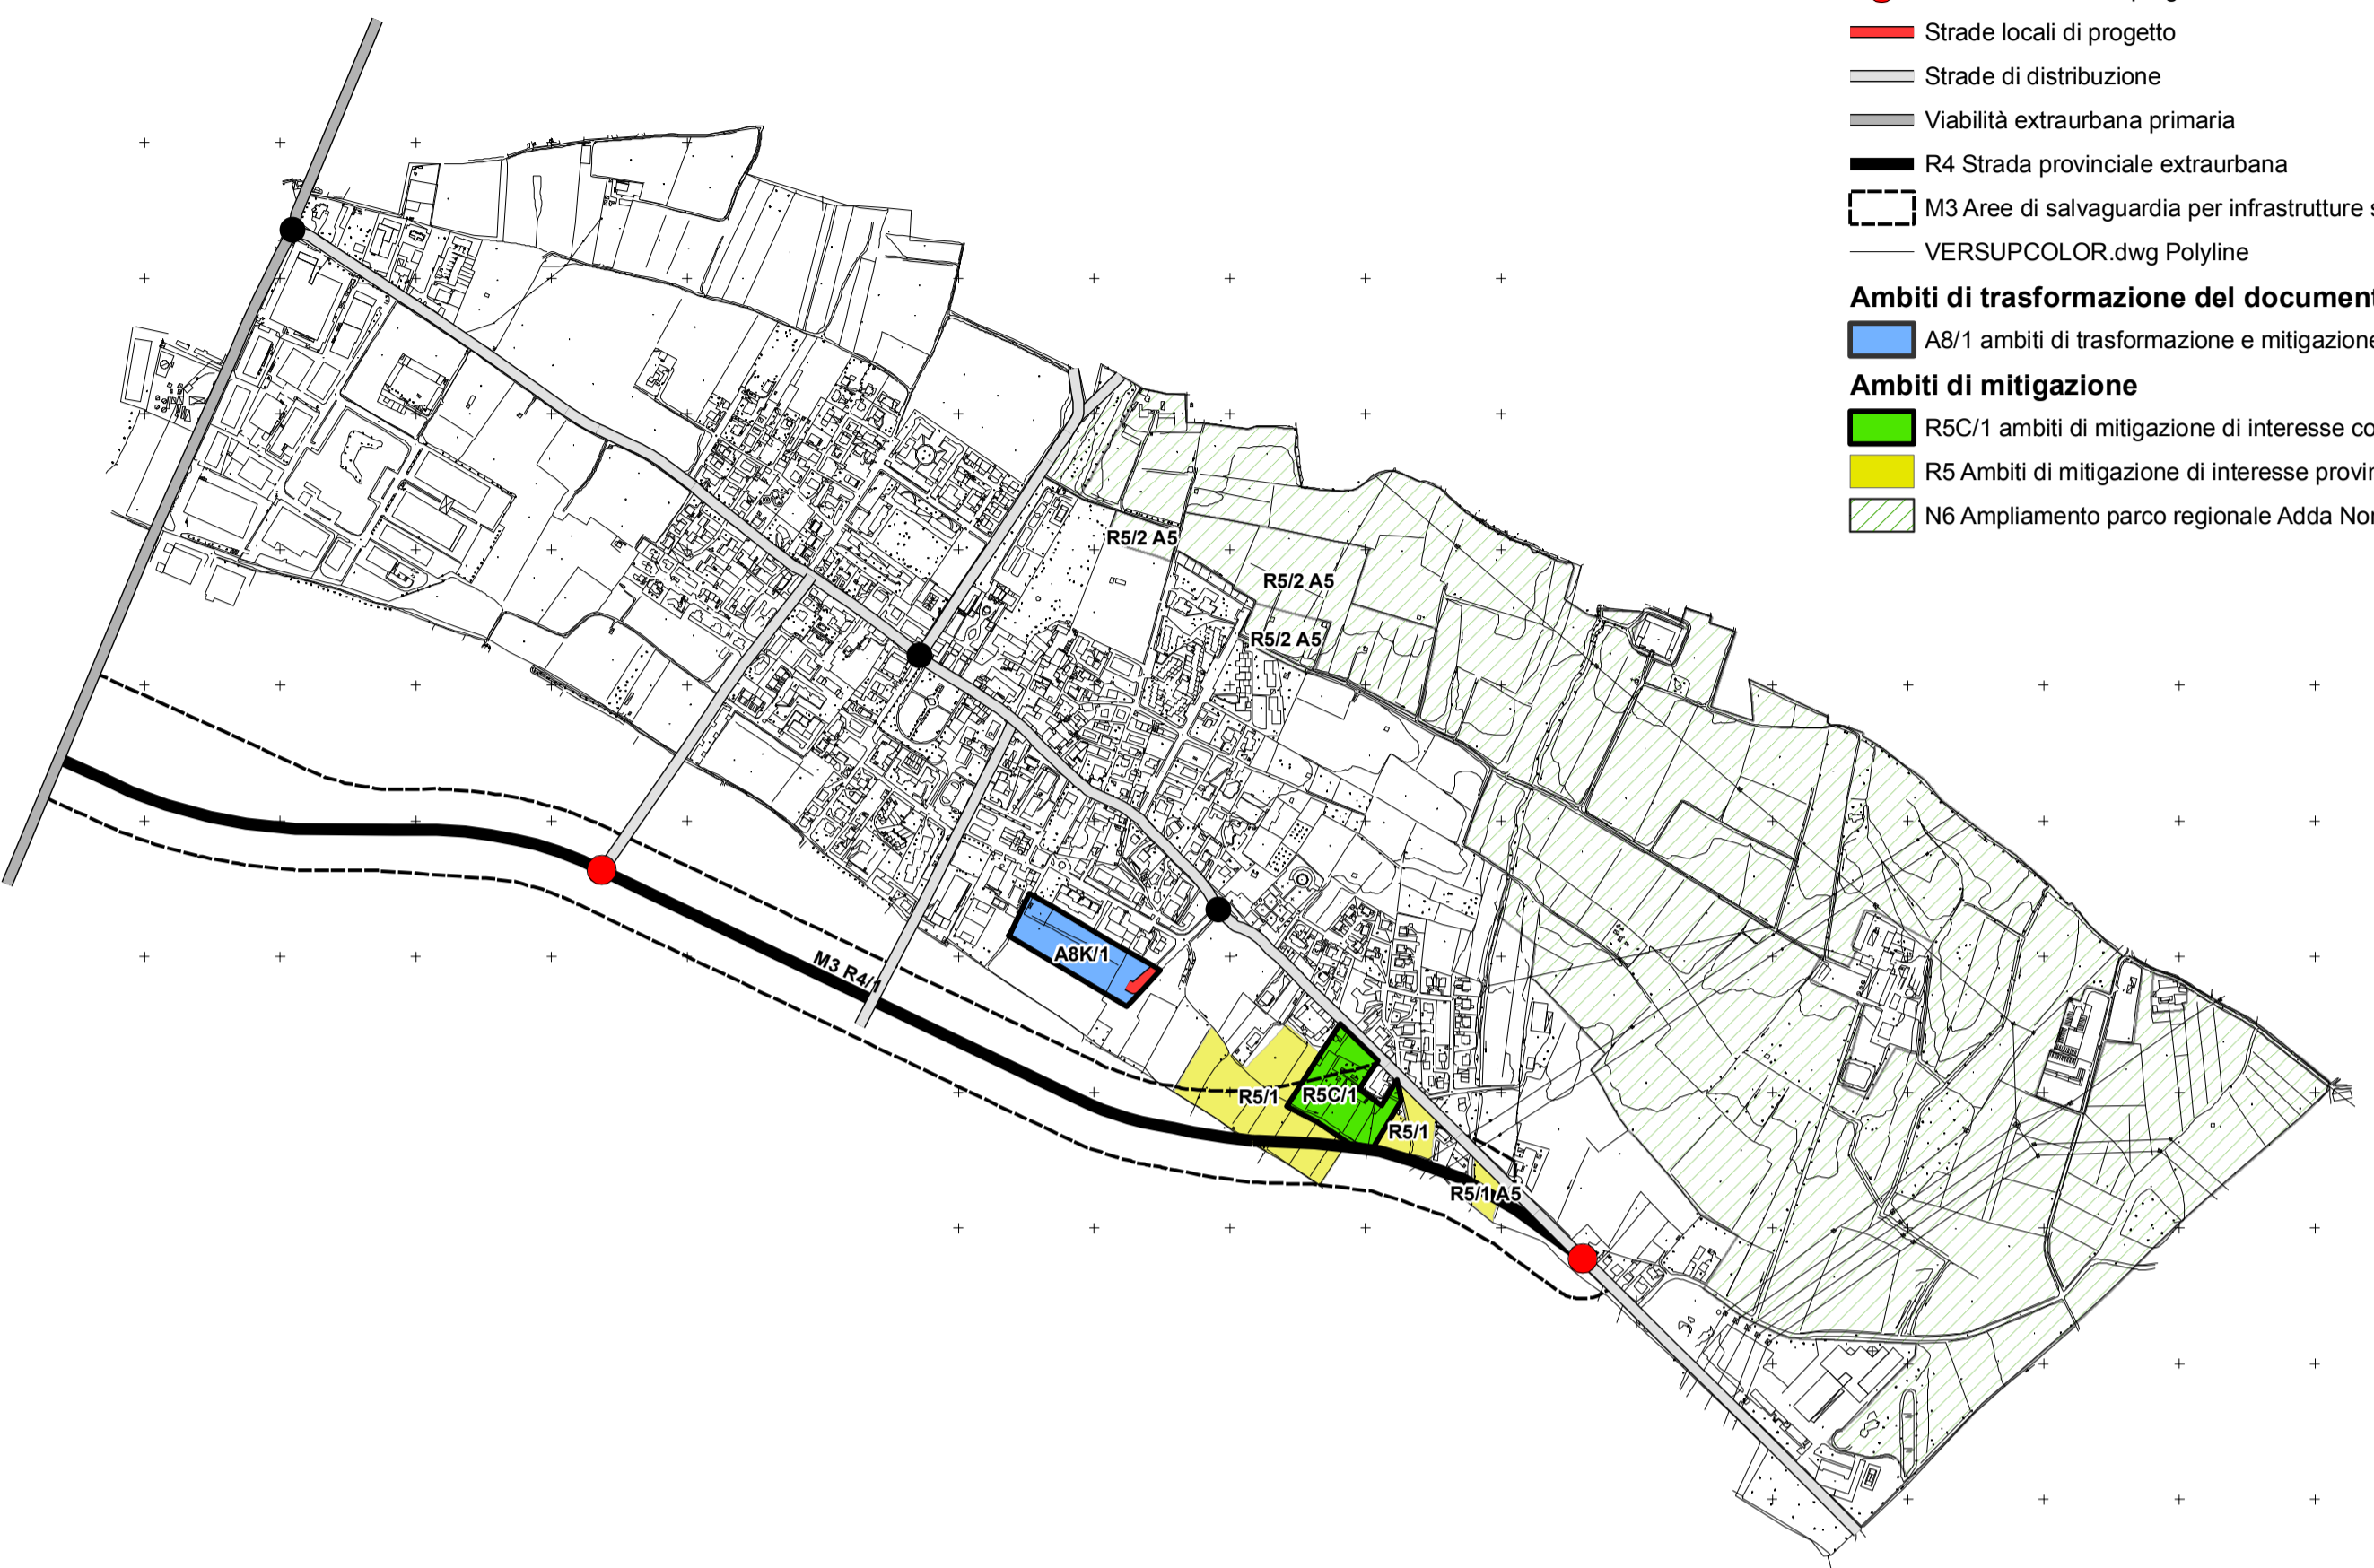 Strade locali di progetto
Strade di distribuzione
Viabilità extraurbana primaria
R4 Strada provinciale extraurbana
M3 Aree di salvaguardia per infrastrutture
VERSUPCOLOR.dwg Polyline
Ambiti di trasformazione del document
A8/1 ambiti di trasformazione e mitigazione
Ambiti di mitigazione
R5C/1 ambiti di mitigazione di interesse co
R5 Ambiti di mitigazione di interesse provin
N6 Ampliamento parco regionale Adda Nor
R5/2 A5
R5/2 A5
R5/2 A5
A8K/1
M3 R4/1
R5/1
R5C/1
R5/1
R5/1 A5